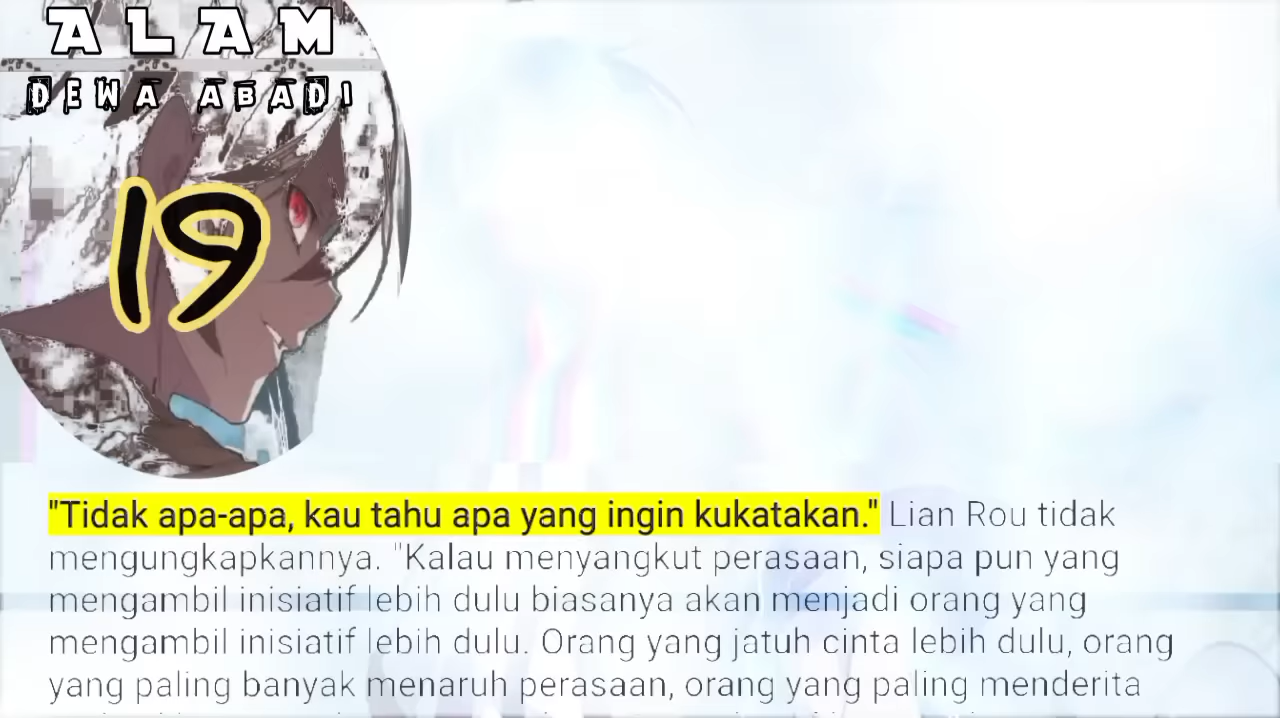 ALAM
DEWA ABADI
19
"Tidak apa-apa, kau tahu apa yang ingin kukatakan." Lian Rou tidak
mengungkapkannya. "Kalau menyangkut perasaan, siapa pun yang
mengambil inisiatif lebih dulu biasanya akan menjadi orang yang
mengambil inisiatif lebih dulu. Orang yang jatuh cinta lebih dulu, orang
yang paling banyak menaruh perasaan, orang yang paling menderita